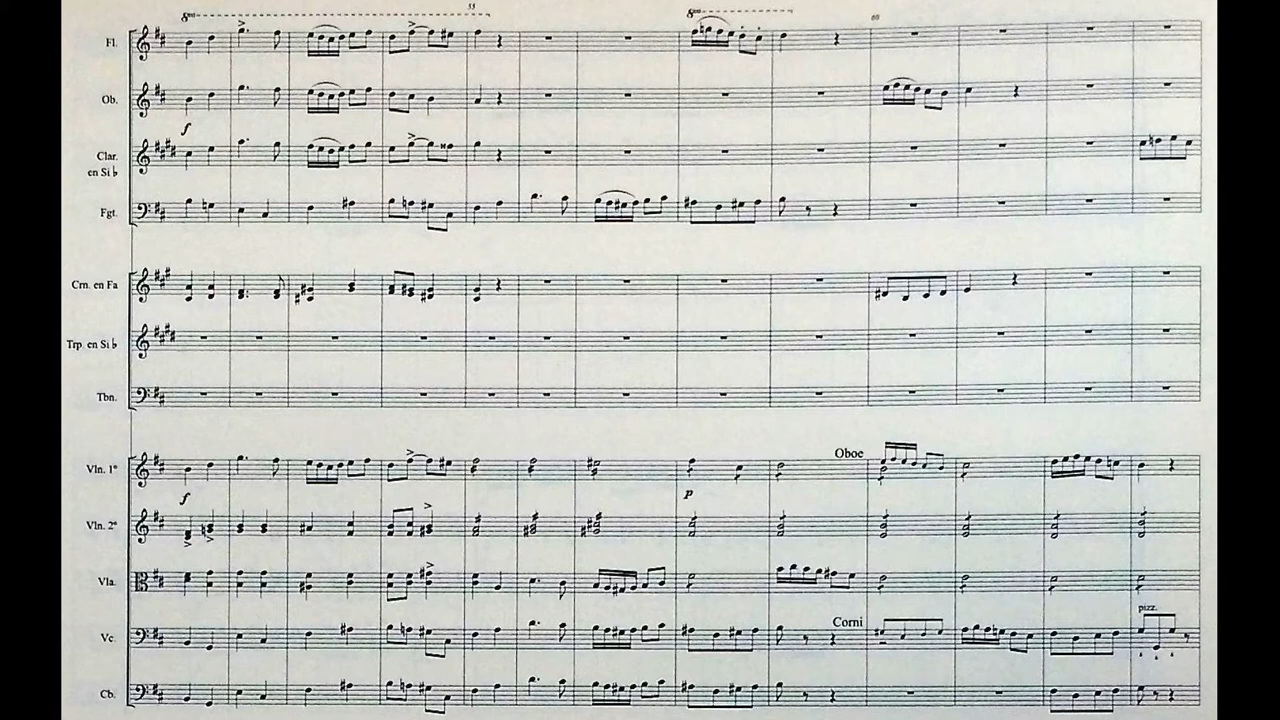 8va 55 8va 60
Fl.
Ob.
f
Clar.
en Si♭
Fgt.
Crn. en Fa
Trp. en Si♭
Tbn.
Oboe
Vln. 1º
f p
Vln. 2º
Vla.
pizz.
Corni
Vc.
Cb.